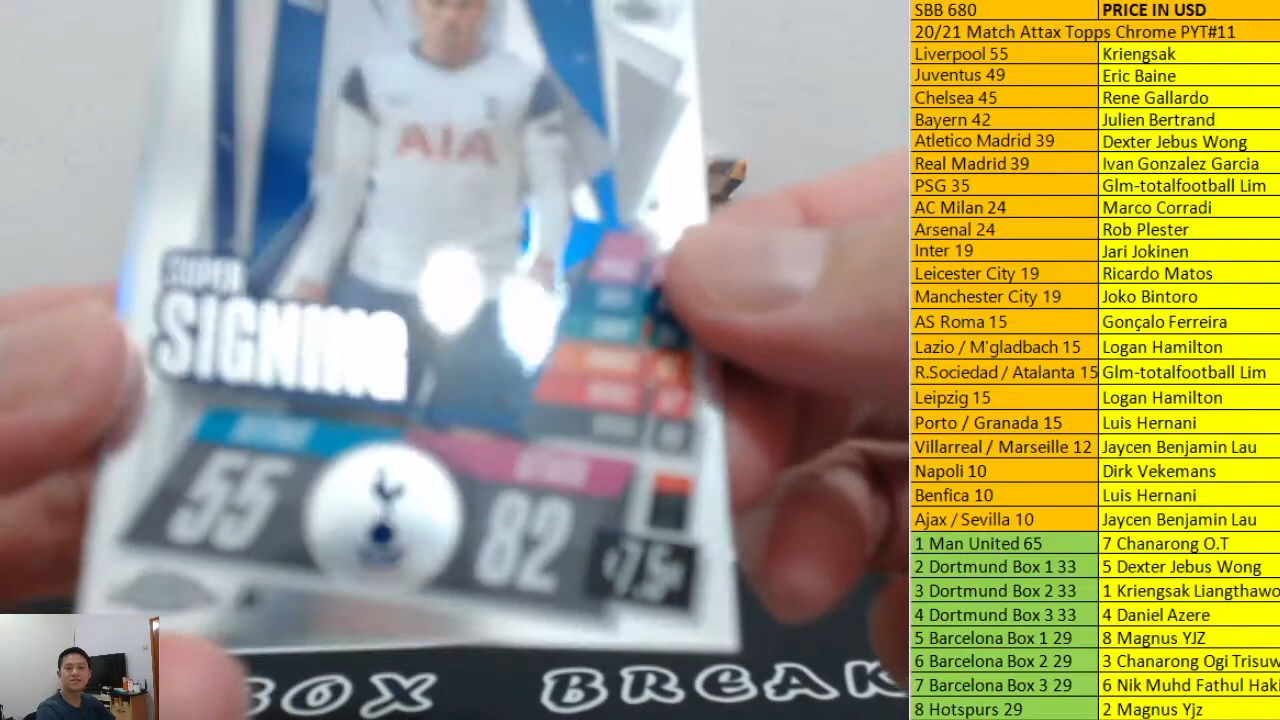 AIA
SUPER
SIGNING
55
82
BOX BREAK
SBB 680 PRICE IN USD
20/21 Match Attax Topps Chrome PYT#11
Liverpool 55 Kriengsak
Juventus 49 Eric Baine
Chelsea 45 Rene Gallardo
Bayern 42 Julien Bertrand
Atletico Madrid 39 Dexter Jebus Wong
Real Madrid 39 Ivan Gonzalez Garcia
PSG 35 Glm-totalfootball Lim
AC Milan 24 Marco Corradi
Arsenal 24 Rob Plester
Inter 19 Jari Jokinen
Leicester City 19 Ricardo Matos
Manchester City 19 Joko Bintoro
AS Roma 15 Gonçalo Ferreira
Lazio / M'gladbach 15 Logan Hamilton
R.Sociedad / Atalanta 15 Glm-totalfootball Lim
Leipzig 15 Logan Hamilton
Porto / Granada 15 Luis Hernani
Villarreal / Marseille 12 Jaycen Benjamin Lau
Napoli 10 Dirk Vekemans
Benfica 10 Luis Hernani
Ajax / Sevilla 10 Jaycen Benjamin Lau
1 Man United 65 7 Chanarong O.T
2 Dortmund Box 1 33 5 Dexter Jebus Wong
3 Dortmund Box 2 33 1 Kriengsak Liangthawo
4 Dortmund Box 3 33 4 Daniel Azere
5 Barcelona Box 1 29 8 Magnus YJZ
6 Barcelona Box 2 29 3 Chanarong Ogi Trisuw
7 Barcelona Box 3 29 6 Nik Muhd Fathul Haki
8 Hotspurs 29 2 Magnus Yjz